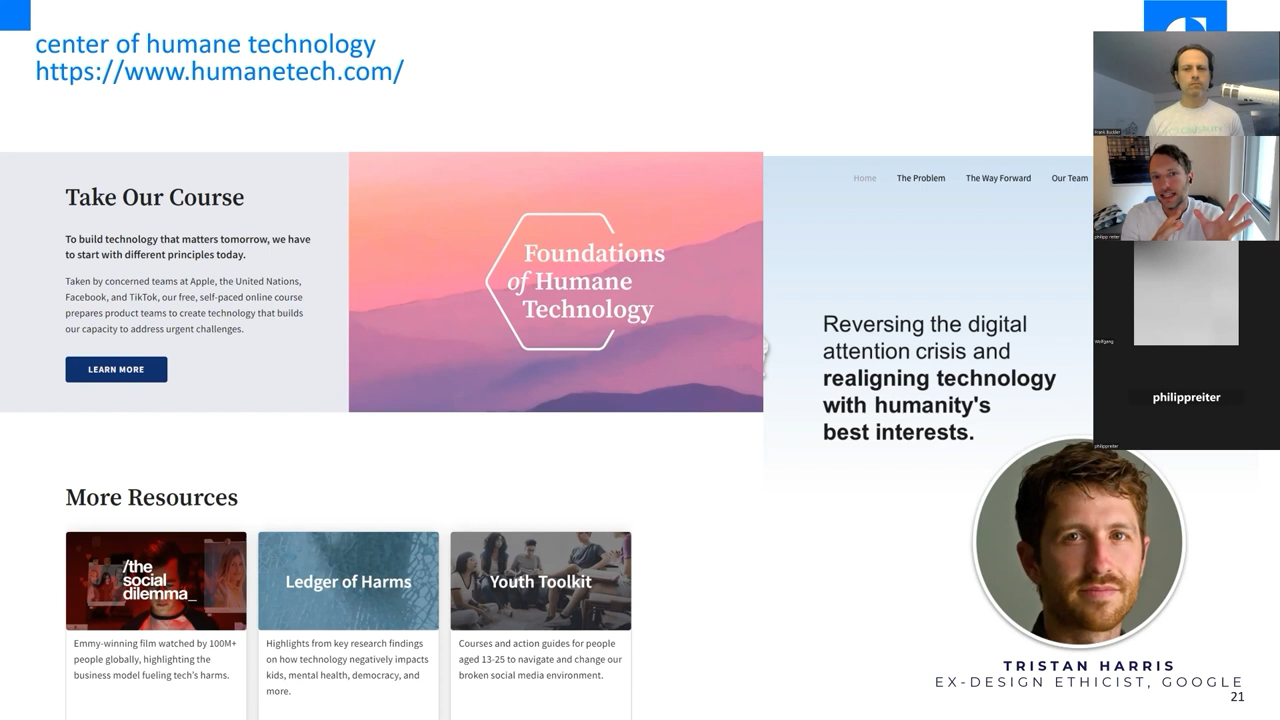 center of humane technology
https://www.humanetech.com/
Take Our Course
To build technology that matters tomorrow, we have
to start with different principles today.
Taken by concerned teams at Apple, the United Nations,
Facebook, and TikTok, our free, self-paced online course
prepares product teams to create technology that builds
our capacity to address urgent challenges.
LEARN MORE
Foundations
of Humane
Technology
Home The Problem The Way Forward Our Team
Reversing the digital
attention crisis and
realigning technology
with humanity's
best interests.
More Resources
/the
social
dilemma_
Emmy-winning film watched by 100M+
people globally, highlighting the
business model fueling tech's harms.
Ledger of Harms
Highlights from key research findings
on how technology negatively impacts
kids, mental health, democracy, and
more.
Youth Toolkit
Courses and action guides for people
aged 13-25 to navigate and change our
broken social media environment.
TRISTAN HARRIS
EX-DESIGN ETHICIST, GOOGLE
21
Frank Buckler
philipp reiter
Wolfgang
philippreiter
philippreiter